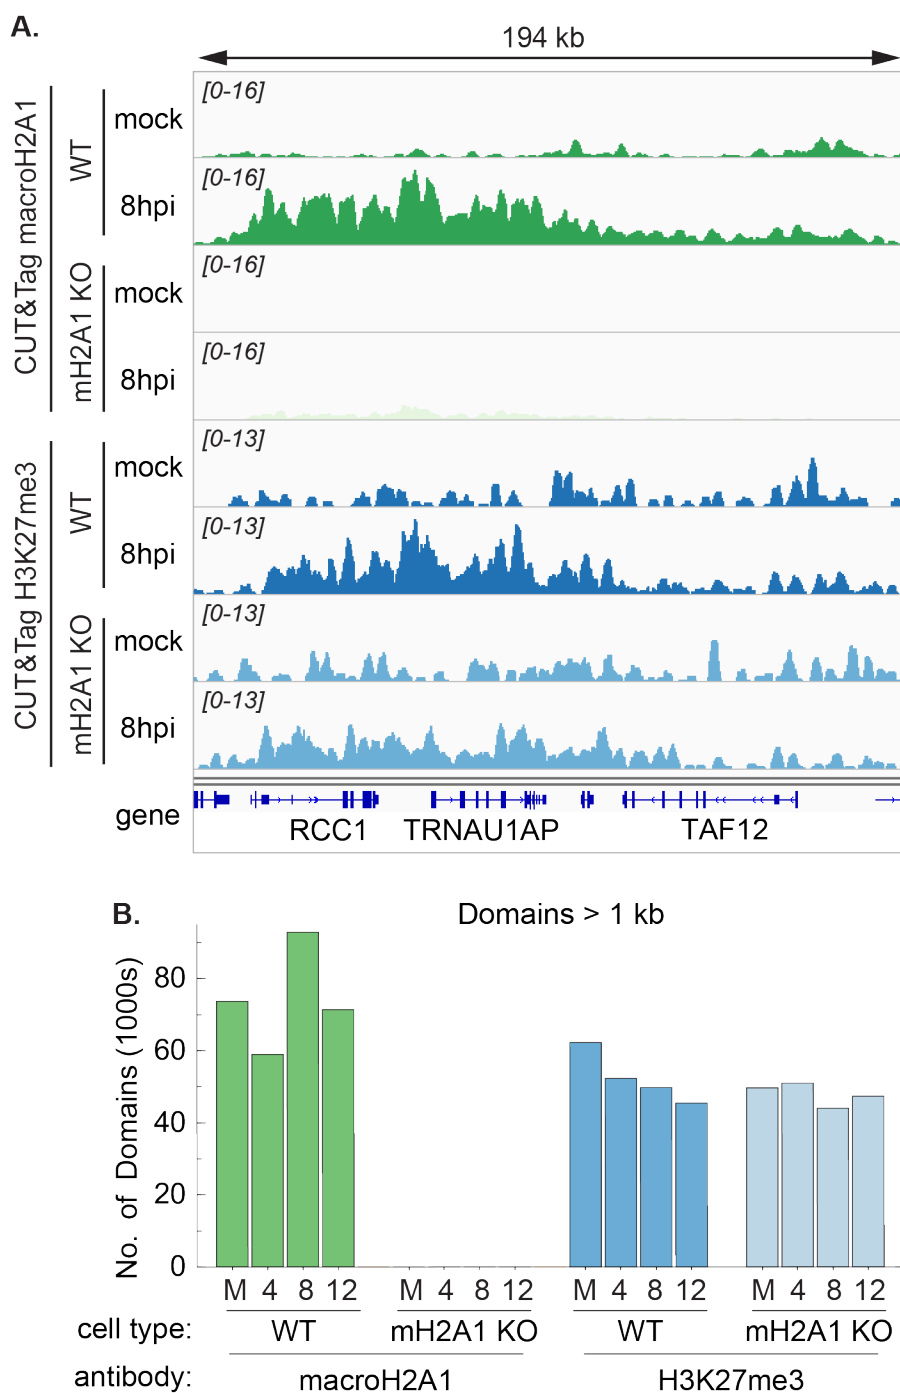 A.
194 kb
CUT&Tag macroH2A1
WT
mock
[0-16]
8hpi
[0-16]
mH2A1 KO
mock
[0-16]
8hpi
[0-16]
CUT&Tag H3K27me3
WT
mock
[0-13]
8hpi
[0-13]
mH2A1 KO
mock
[0-13]
8hpi
[0-13]
gene
RCC1 TRNAU1AP TAF12
B.
Domains > 1 kb
No. of Domains (1000s)
80
60
40
20
0
M 4 8 12 M 4 8 12 M 4 8 12 M 4 8 12
cell type: WT mH2A1 KO WT mH2A1 KO
antibody: macroH2A1 H3K27me3